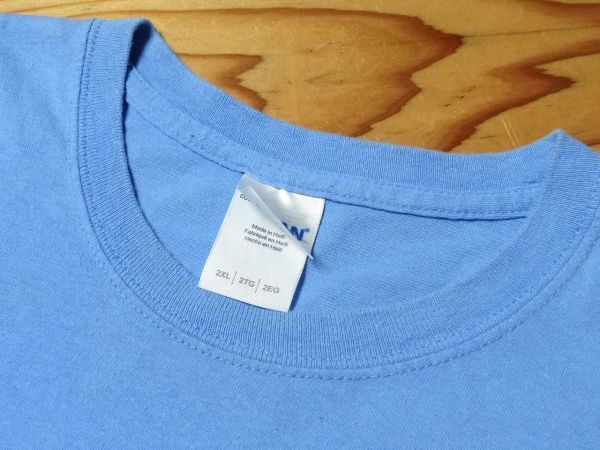 Made in Haiti
Fabriqué en Haïti
Hecho en Haití
2XL | 2TG | 2EG